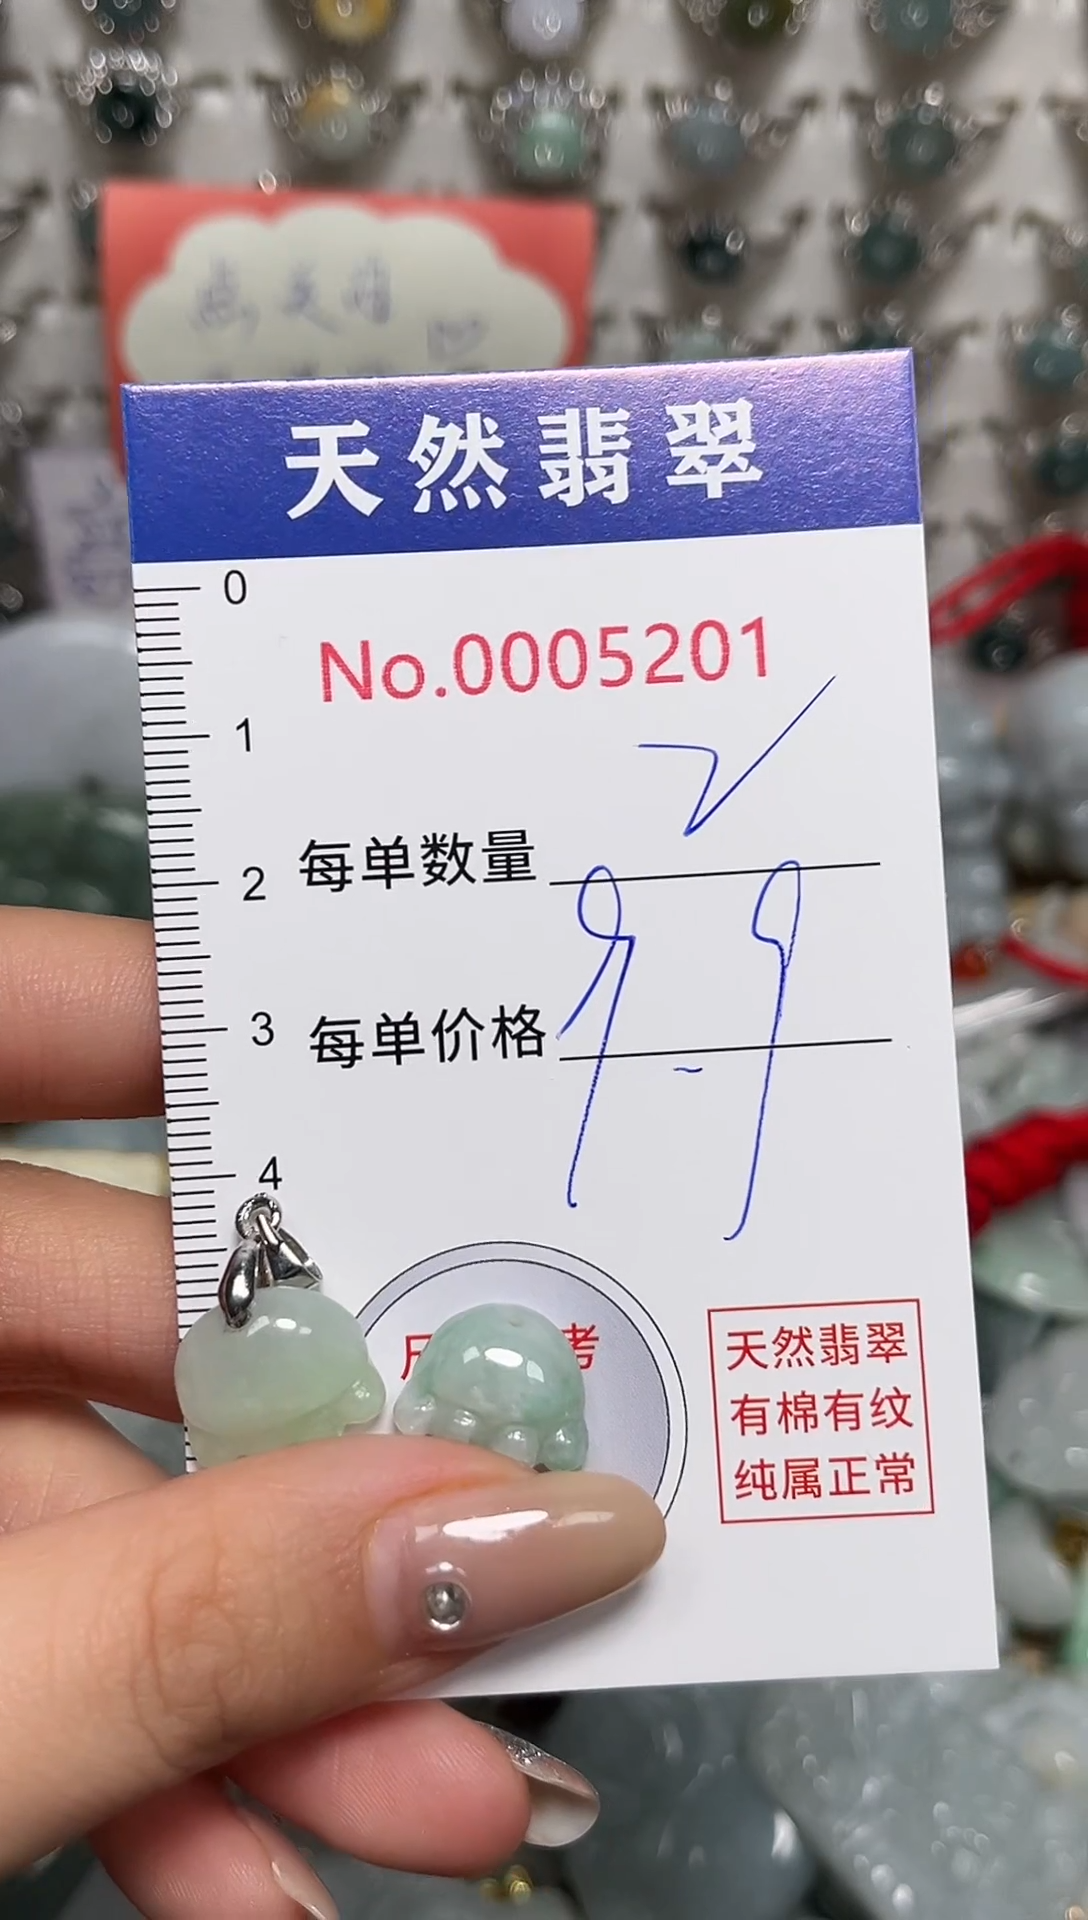 天然翡翠
0
No.0005201
1
2 每单数量
3 每单价格 99
4
考
天然翡翠
有棉有纹
纯属正常